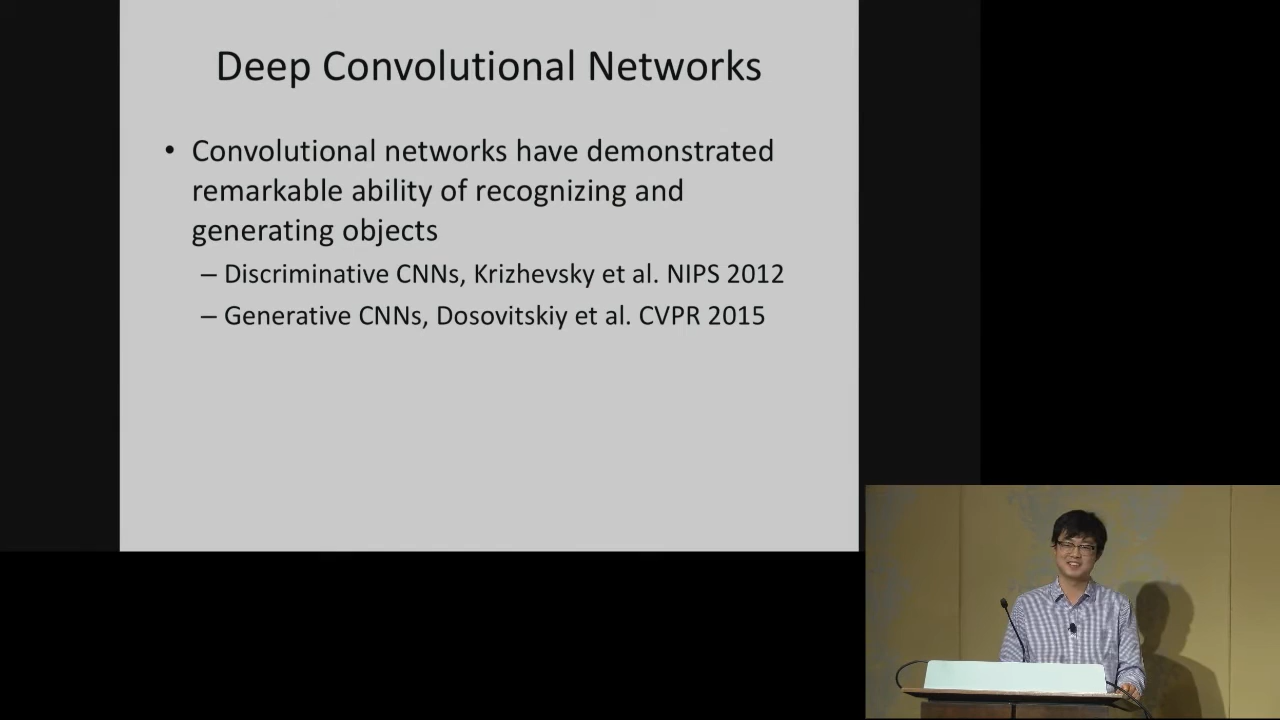 Deep Convolutional Networks
• Convolutional networks have demonstrated
remarkable ability of recognizing and
generating objects
– Discriminative CNNs, Krizhevsky et al. NIPS 2012
– Generative CNNs, Dosovitskiy et al. CVPR 2015